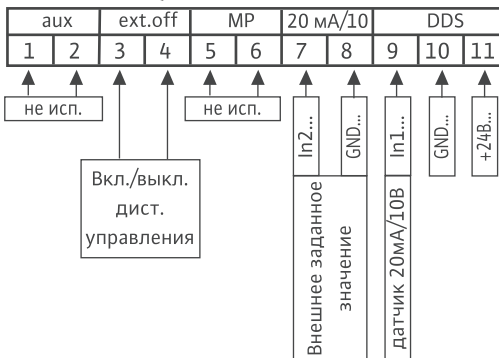 aux ext.off MP 20 мА/10 DDS
1 2 3 4 5 6 7 8 9 10 11
не исп. не исп.
In2... GND... In1... GND... +24В...
Вкл./выкл.
дист.
управления
Внешнее заданное
значение
датчик 20мА/10В